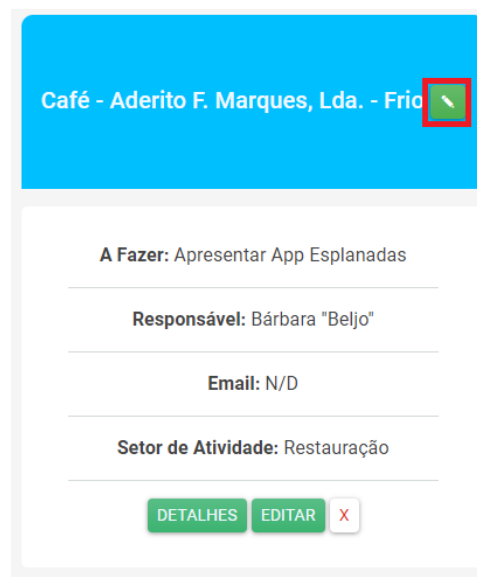 Café - Aderito F. Marques, Lda. - Frio
A Fazer: Apresentar App Esplanadas
Responsável: Bárbara "Beljo"
Email: N/D
Setor de Atividade: Restauração
DETALHES EDITAR X